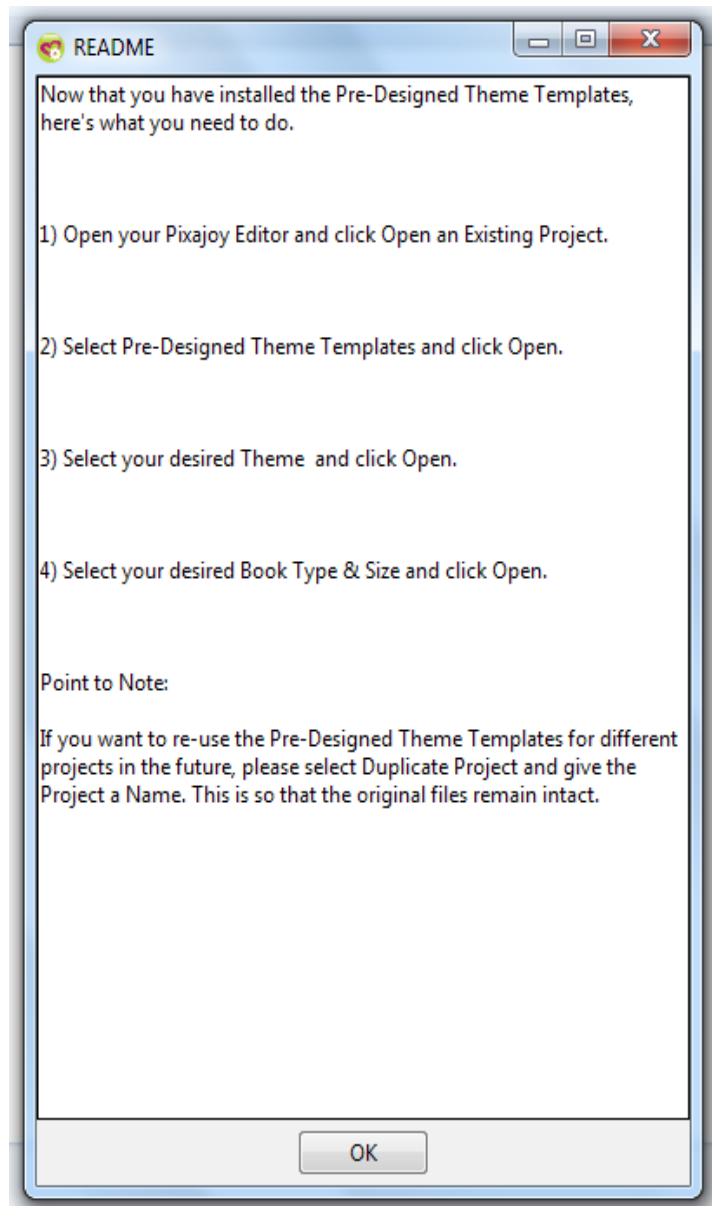 README
Now that you have installed the Pre-Designed Theme Templates,
here's what you need to do.
1) Open your Pixajoy Editor and click Open an Existing Project.
2) Select Pre-Designed Theme Templates and click Open.
3) Select your desired Theme  and click Open.
4) Select your desired Book Type & Size and click Open.
Point to Note:
If you want to re-use the Pre-Designed Theme Templates for different
projects in the future, please select Duplicate Project and give the
Project a Name. This is so that the original files remain intact.
OK